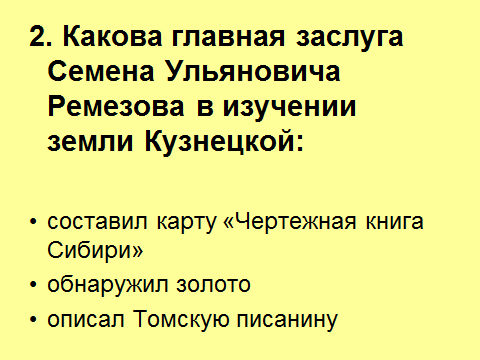 2. Какова главная заслуга
Семена Ульяновича
Ремезова в изучении
земли Кузнецкой:
• составил карту «Чертежная книга
Сибири»
• обнаружил золото
• описал Томскую писанину